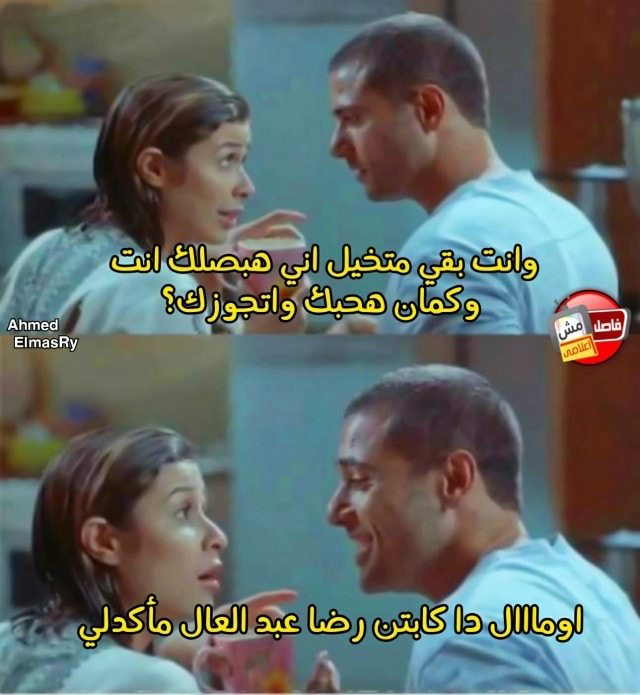 وانت بقي متخيل اني هبصلك انت
وكمان هحبك واتجوزك؟
Ahmed
ElmasRy
فاصل
مش
اعلامى
اومااال دا كابتن رضا عبد العال مأكدلي